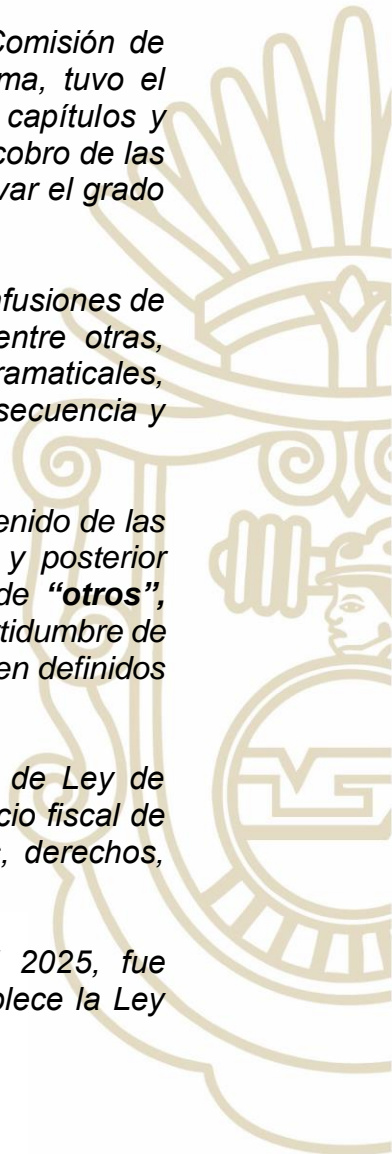 Comisión de
ma, tuvo el
capítulos y
cobro de las
var el grado
nfusiones de
entre otras,
ramaticales,
secuencia y
enido de las
y posterior
de “otros”,
rtidumbre de
en definidos
de Ley de
cio fiscal de
, derechos,
2025, fue
blece la Ley